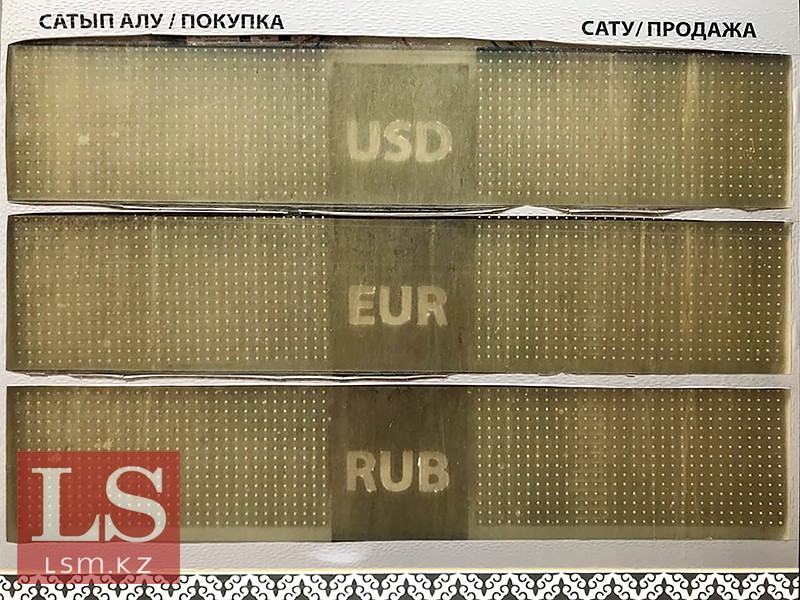 САТЫП АЛУ / ПОКУПКА
САТУ/ ПРОДАЖА
USD
EUR
RUB
LS
LSM.KZ